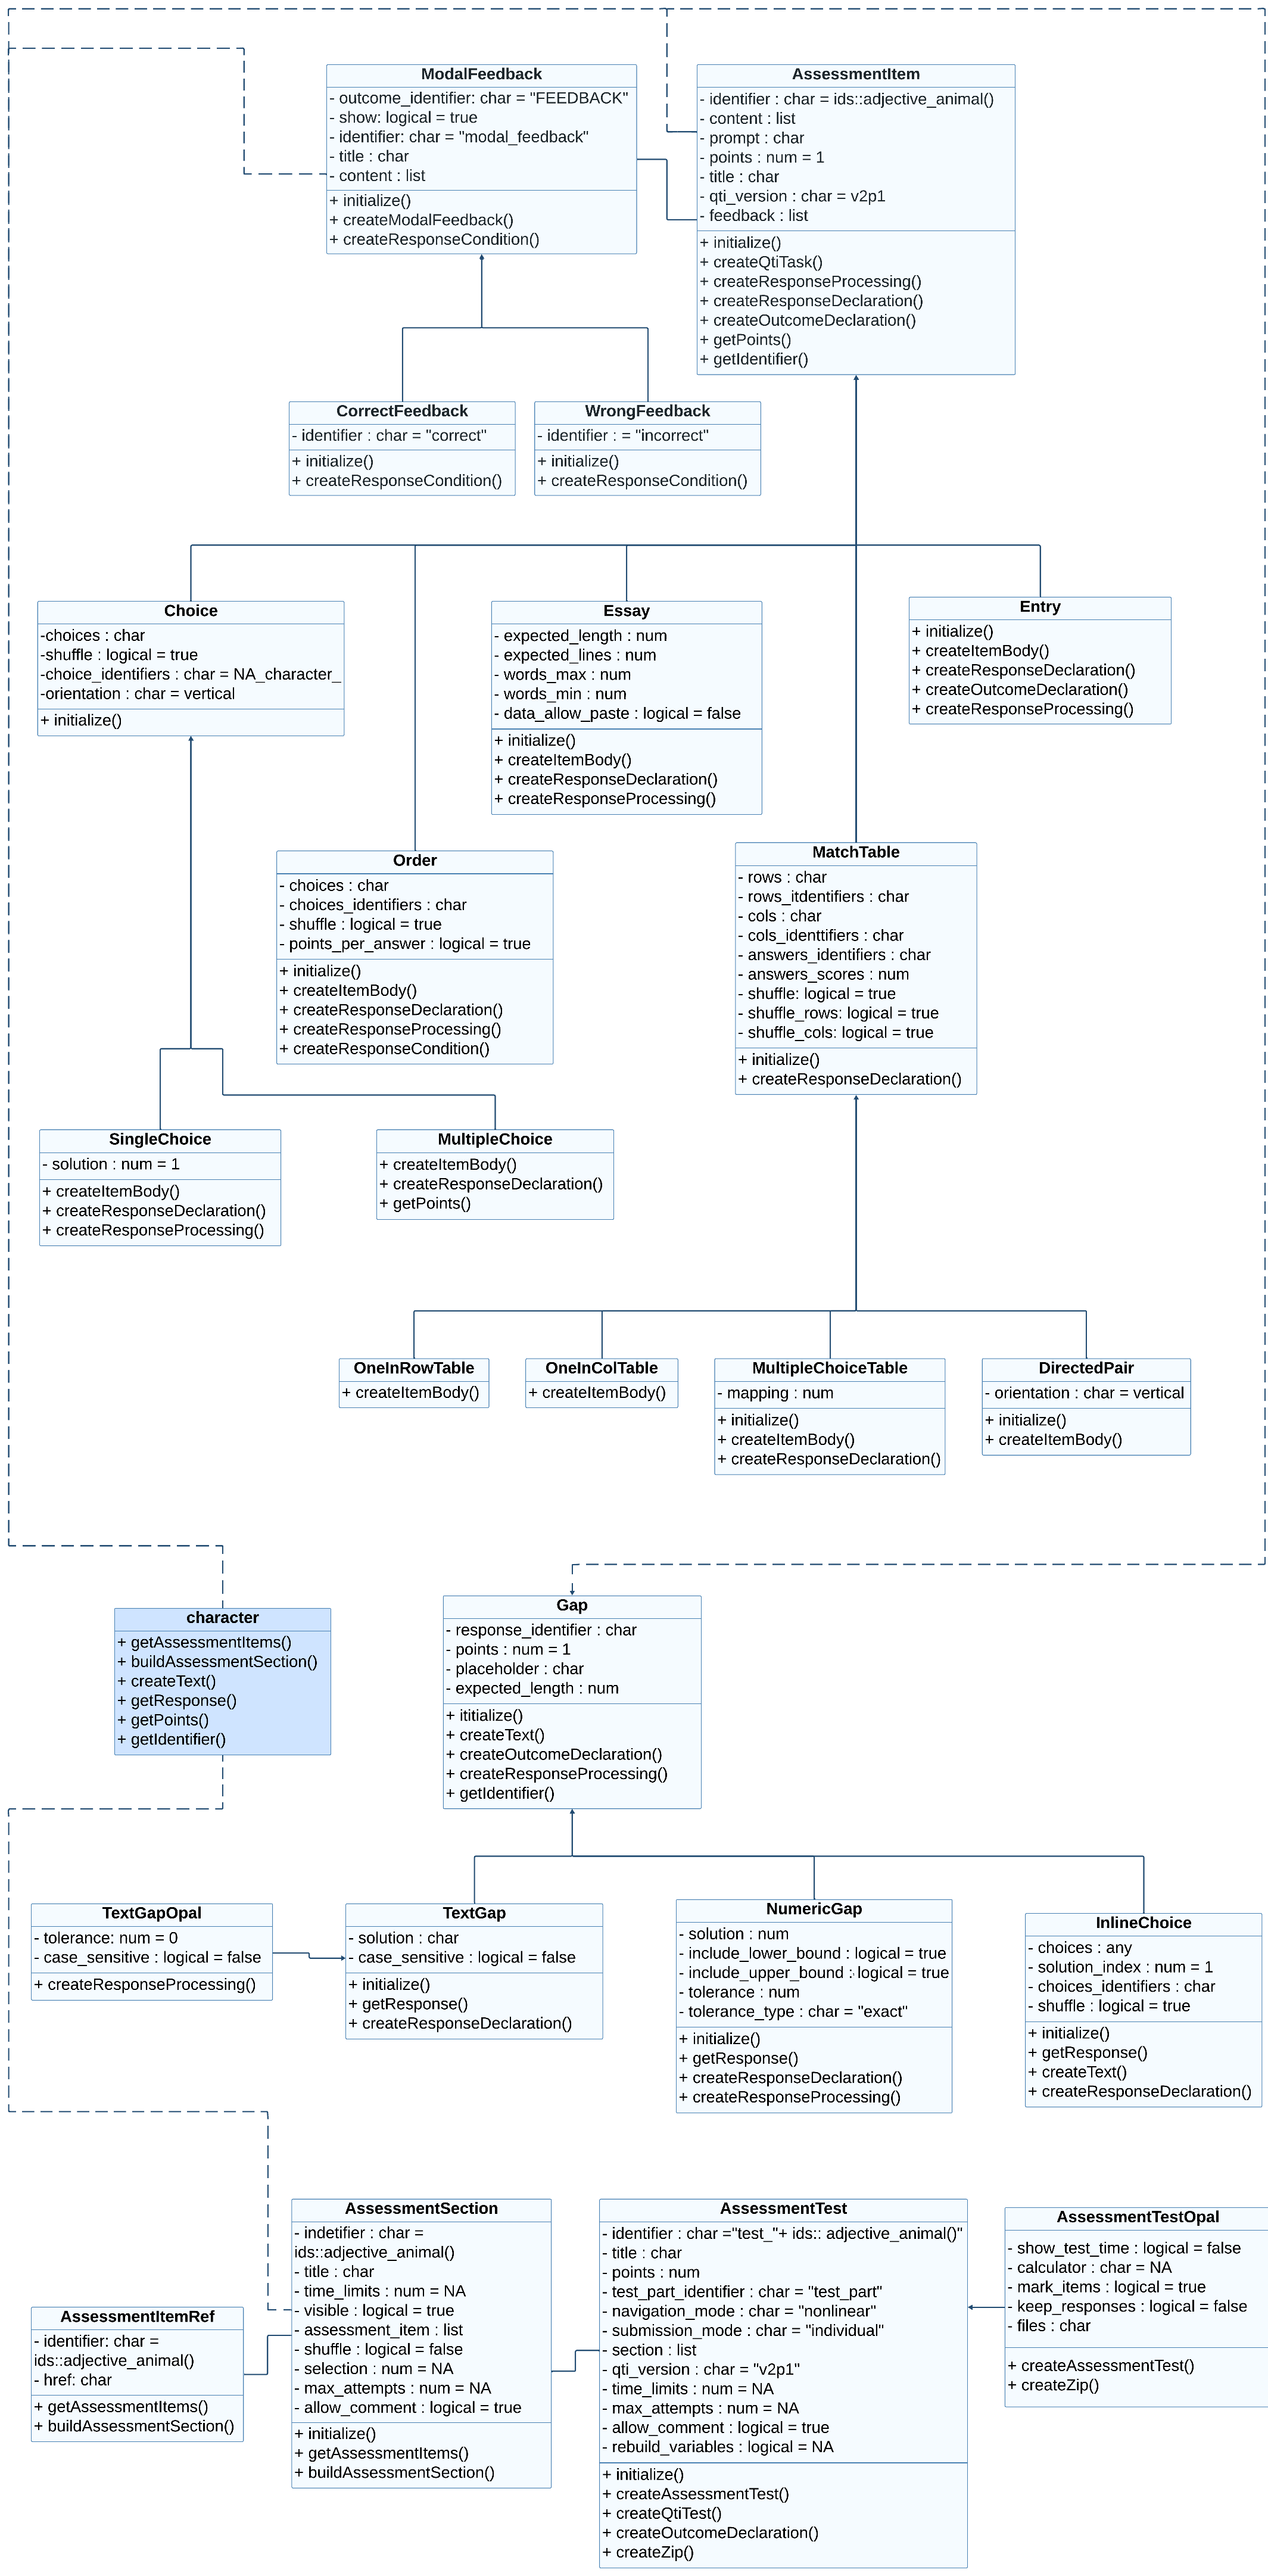 ModalFeedback
- outcome_identifier: char = "FEEDBACK"
- show: logical = true
- identifier: char = "modal_feedback"
- title : char
- content : list
+ initialize()
+ createModalFeedback()
+ createResponseCondition()
AssessmentItem
- identifier : char = ids::adjective_animal()
- content : list
- prompt : char
- points : num = 1
- title : char
- qti_version : char = v2p1
- feedback : list
+ initialize()
+ createQtiTask()
+ createResponseProcessing()
+ createResponseDeclaration()
+ createOutcomeDeclaration()
+ getPoints()
+ getIdentifier()
CorrectFeedback
- identifier : char = "correct"
+ initialize()
+ createResponseCondition()
WrongFeedback
- identifier : = "incorrect"
+ initialize()
+ createResponseCondition()
Choice
-choices : char
-shuffle : logical = true
-choice_identifiers : char = NA_character_
-orientation : char = vertical
+ initialize()
Essay
- expected_length : num
- expected_lines : num
- words_max : num
- words_min : num
- data_allow_paste : logical = false
+ initialize()
+ createItemBody()
+ createResponseDeclaration()
+ createResponseProcessing()
Entry
+ initialize()
+ createItemBody()
+ createResponseDeclaration()
+ createOutcomeDeclaration()
+ createResponseProcessing()
Order
- choices : char
- choices_identifiers : char
- shuffle : logical = true
- points_per_answer : logical = true
+ initialize()
+ createItemBody()
+ createResponseDeclaration()
+ createResponseProcessing()
+ createResponseCondition()
MatchTable
- rows : char
- rows_itdentifiers : char
- cols : char
- cols_identtifiers : char
- answers_identifiers : char
- answers_scores : num
- shuffle: logical = true
- shuffle_rows: logical = true
- shuffle_cols: logical = true
+ initialize()
+ createResponseDeclaration()
SingleChoice
- solution : num = 1
+ createItemBody()
+ createResponseDeclaration()
+ createResponseProcessing()
MultipleChoice
+ createItemBody()
+ createResponseDeclaration()
+ getPoints()
OneInRowTable
+ createItemBody()
OneInColTable
+ createItemBody()
MultipleChoiceTable
- mapping : num
+ initialize()
+ createItemBody()
+ createResponseDeclaration()
DirectedPair
- orientation : char = vertical
+ initialize()
+ createItemBody()
character
+ getAssessmentItems()
+ buildAssessmentSection()
+ createText()
+ getResponse()
+ getPoints()
+ getIdentifier()
Gap
- response_identifier : char
- points : num = 1
- placeholder : char
- expected_length : num
+ ititialize()
+ createText()
+ createOutcomeDeclaration()
+ createResponseProcessing()
+ getIdentifier()
TextGapOpal
- tolerance: num = 0
- case_sensitive : logical = false
+ createResponseProcessing()
TextGap
- solution : char
- case_sensitive : logical = false
+ initialize()
+ getResponse()
+ createResponseDeclaration()
NumericGap
- solution : num
- include_lower_bound : logical = true
- include_upper_bound : logical = true
- tolerance : num
- tolerance_type : char = "exact"
+ initialize()
+ getResponse()
+ createResponseDeclaration()
+ createResponseProcessing()
InlineChoice
- choices : any
- solution_index : num = 1
- choices_identifiers : char
- shuffle : logical = true
+ initialize()
+ getResponse()
+ createText()
+ createResponseDeclaration()
AssessmentItemRef
- identifier: char =
ids::adjective_animal()
- href: char
+ getAssessmentItems()
+ buildAssessmentSection()
AssessmentSection
- indetifier : char =
ids::adjective_animal()
- title : char
- time_limits : num = NA
- visible : logical = true
- assessment_item : list
- shuffle : logical = false
- selection : num = NA
- max_attempts : num = NA
- allow_comment : logical = true
+ initialize()
+ getAssessmentItems()
+ buildAssessmentSection()
AssessmentTest
- identifier : char ="test_"+ ids:: adjective_animal()"
- title : char
- points : num
- test_part_identifier : char = "test_part"
- navigation_mode : char = "nonlinear"
- submission_mode : char = "individual"
- section : list
- qti_version : char = "v2p1"
- time_limits : num = NA
- max_attempts : num = NA
- allow_comment : logical = true
- rebuild_variables : logical = NA
+ initialize()
+ createAssessmentTest()
+ createQtiTest()
+ createOutcomeDeclaration()
+ createZip()
AssessmentTestOpal
- show_test_time : logical = false
- calculator : char = NA
- mark_items : logical = true
- keep_responses : logical = false
- files : char
+ createAssessmentTest()
+ createZip()